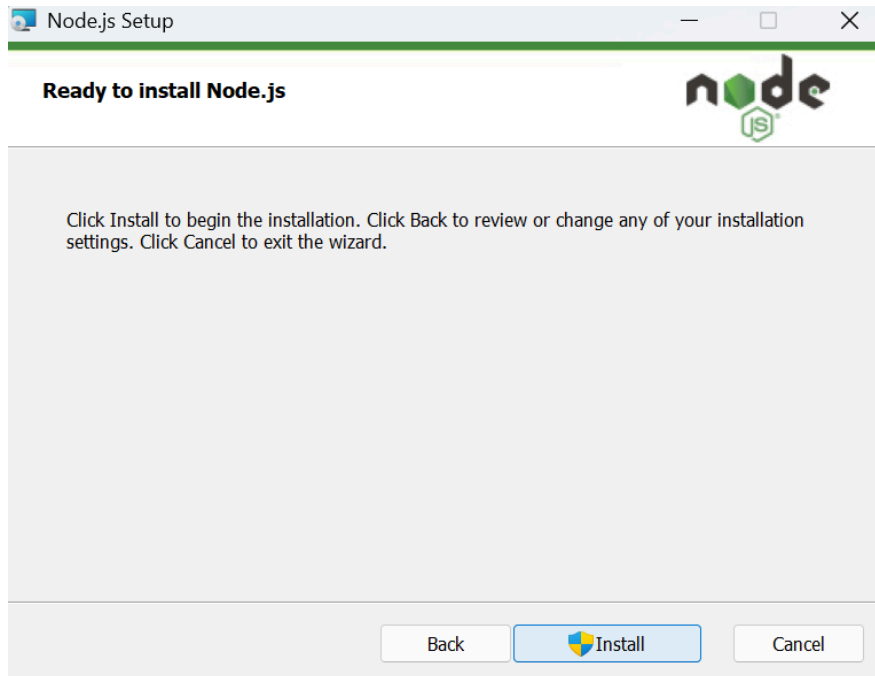 Node.js Setup
Ready to install Node.js
node
JS
Click Install to begin the installation. Click Back to review or change any of your installation
settings. Click Cancel to exit the wizard.
Back
Install
Cancel